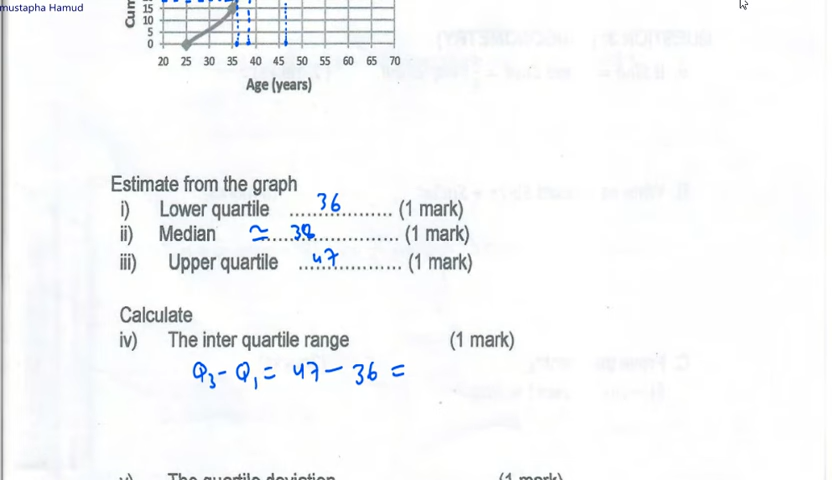 mustapha Hamud
Cum
15
10
5
0
20 25 30 35 40 45 50 55 60 65 70
Age (years)
Estimate from the graph
i) Lower quartile ......36............ (1 mark)
ii) Median ≅...38............ (1 mark)
iii) Upper quartile ...47............ (1 mark)
Calculate
iv) The inter quartile range (1 mark)
Q₃ - Q₁ = 47 - 36 =
v) The quartile deviation (1 mark)